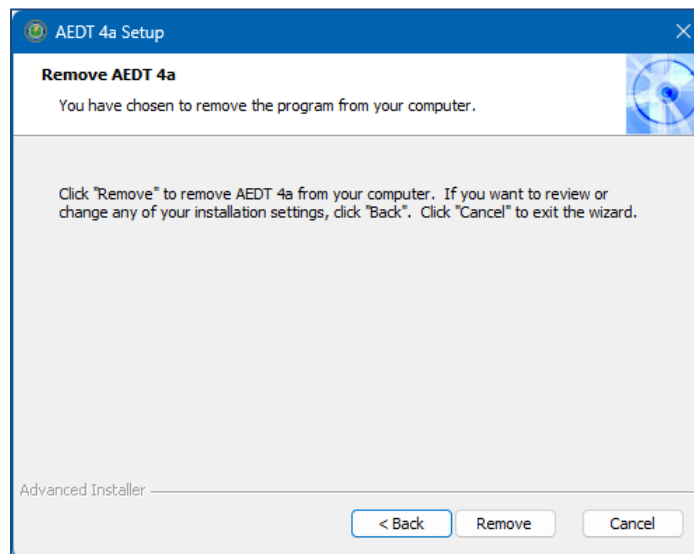 AEDT 4a Setup
Remove AEDT 4a
You have chosen to remove the program from your computer.
Click "Remove" to remove AEDT 4a from your computer.  If you want to review or
change any of your installation settings, click "Back".  Click "Cancel" to exit the wizard.
Advanced Installer
< Back
Remove
Cancel